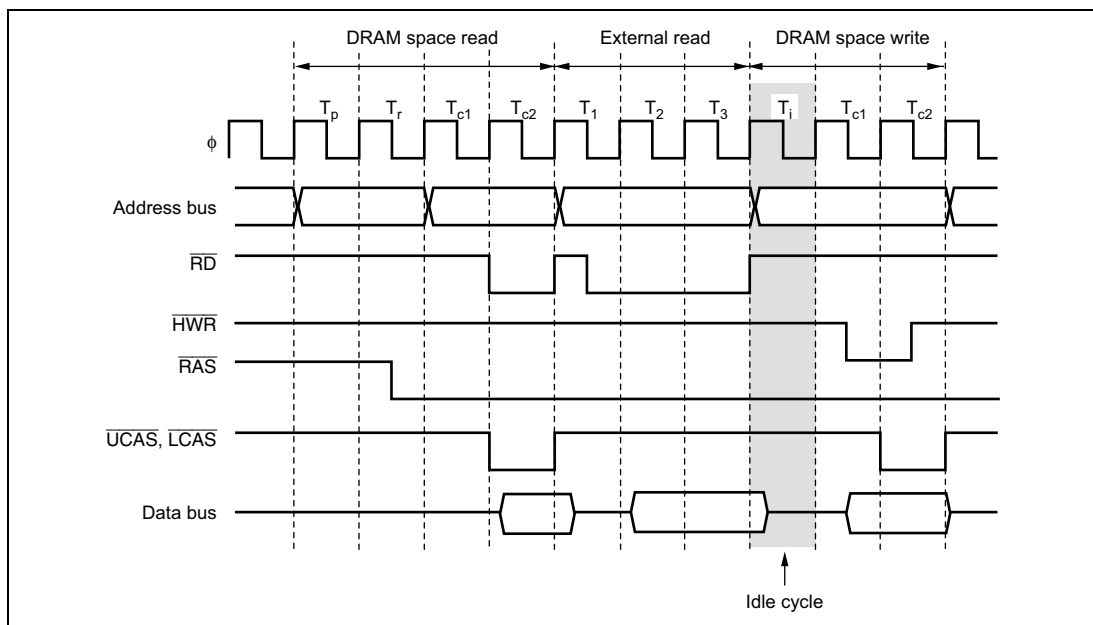 DRAM space read External read DRAM space write
Tp Tr Tc1 Tc2 T1 T2 T3 Ti Tc1 Tc2
ϕ
Address bus
RD
HWR
RAS
UCAS, LCAS
Data bus
Idle cycle